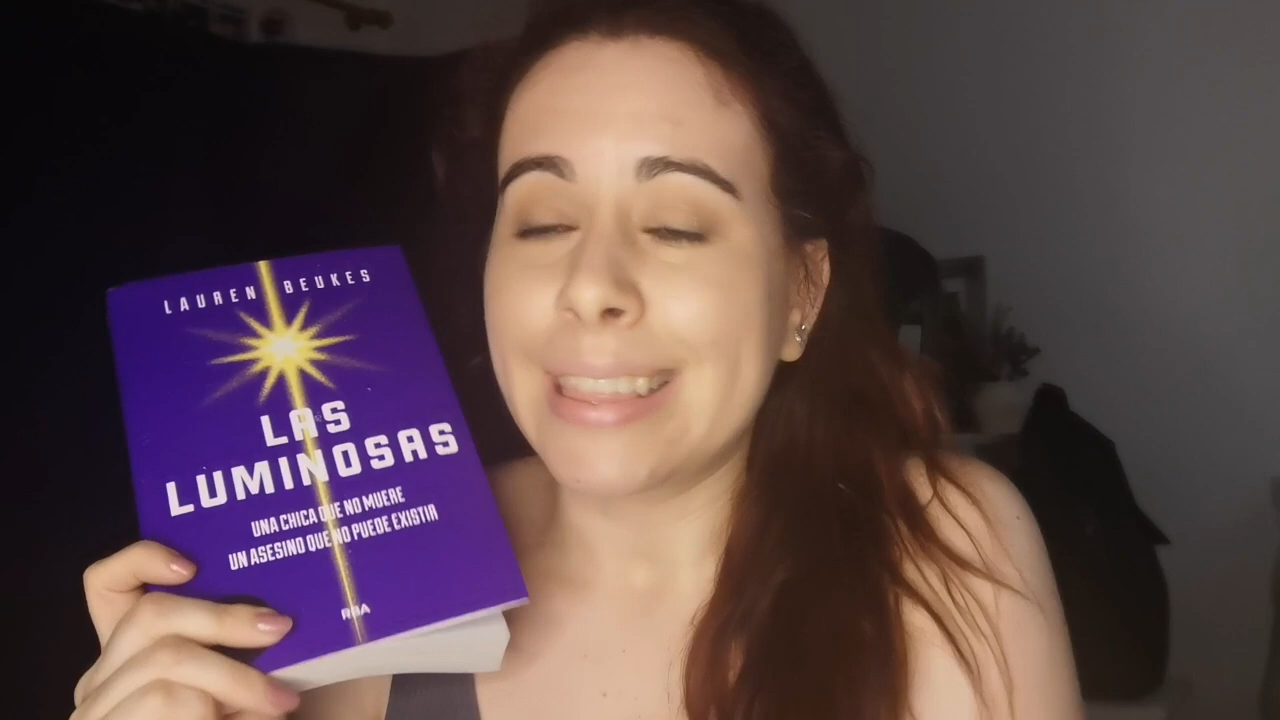 LAUREN BEUKES
LAS
LUMINOSAS
UNA CHICA QUE NO MUERE
UN ASESINO QUE NO PUEDE EXISTIR
RBA